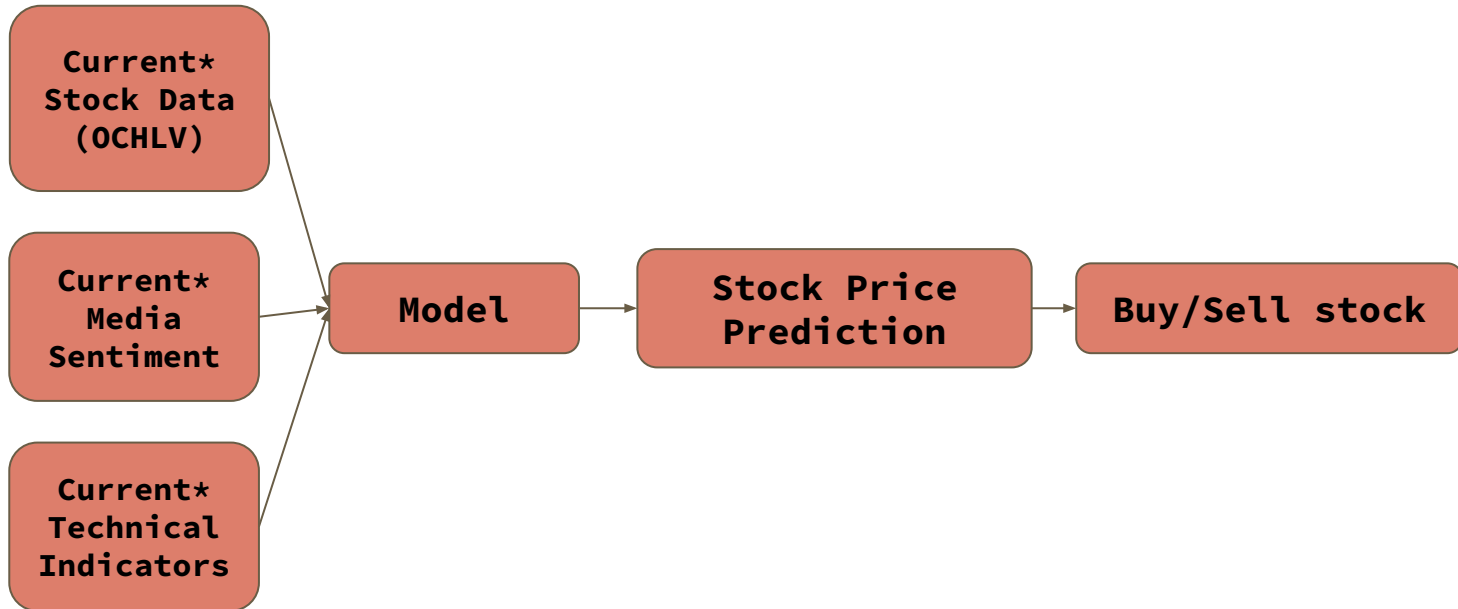 Current*
Stock Data
(OCHLV)
Current*
Media
Sentiment
Current*
Technical
Indicators
Model
Stock Price
Prediction
Buy/Sell stock